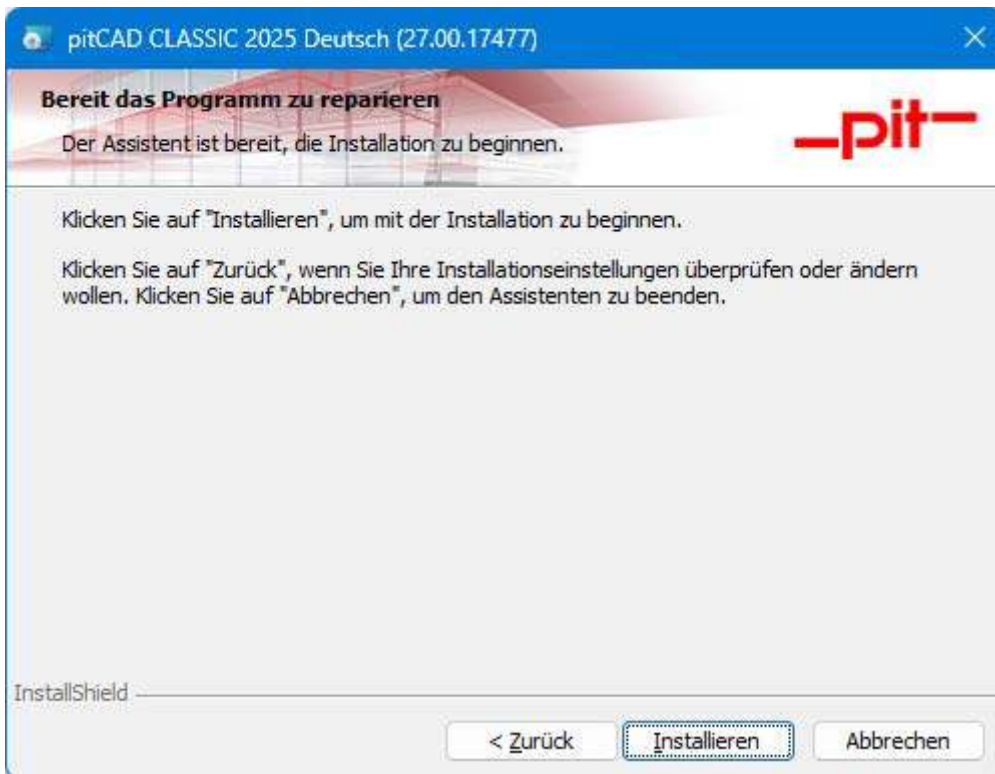 pitCAD CLASSIC 2025 Deutsch (27.00.17477)
Bereit das Programm zu reparieren
Der Assistent ist bereit, die Installation zu beginnen.
pit
Klicken Sie auf "Installieren", um mit der Installation zu beginnen.
Klicken Sie auf "Zurück", wenn Sie Ihre Installationseinstellungen überprüfen oder ändern
wollen. Klicken Sie auf "Abbrechen", um den Assistenten zu beenden.
InstallShield
< Zurück
Installieren
Abbrechen